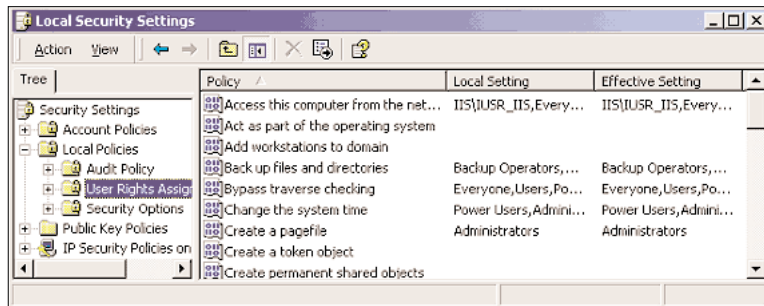 Local Security Settings
Action View
Tree
Security Settings
Account Policies
Local Policies
Audit Policy
User Rights Assig
Security Options
Public Key Policies
IP Security Policies on
Policy Local Setting Effective Setting
Access this computer from the net... IIS\IUSR_IIS,Every... IIS\IUSR_IIS,Every...
Act as part of the operating system
Add workstations to domain
Back up files and directories Backup Operators,... Backup Operators,...
Bypass traverse checking Everyone,Users,Po... Everyone,Users,Po...
Change the system time Power Users,Admini... Power Users,Admini...
Create a pagefile Administrators Administrators
Create a token object
Create permanent shared objects